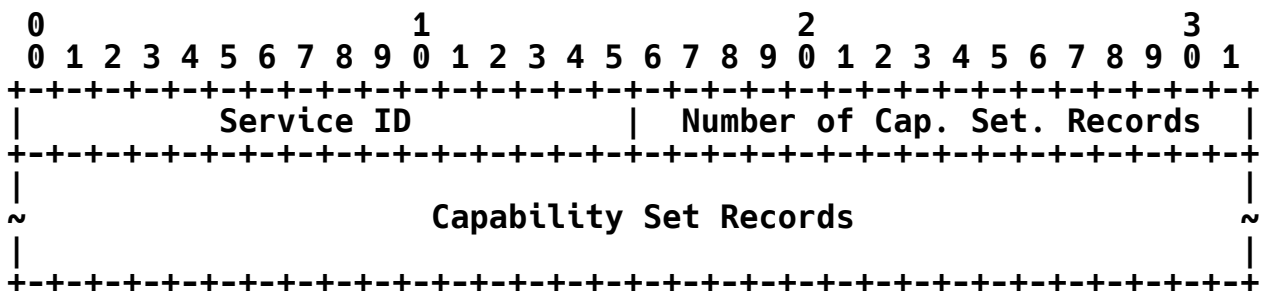 0                   1                   2                   3
 0 1 2 3 4 5 6 7 8 9 0 1 2 3 4 5 6 7 8 9 0 1 2 3 4 5 6 7 8 9 0 1
+-+-+-+-+-+-+-+-+-+-+-+-+-+-+-+-+-+-+-+-+-+-+-+-+-+-+-+-+-+-+-+-+
|          Service ID           |  Number of Cap. Set. Records  |
+-+-+-+-+-+-+-+-+-+-+-+-+-+-+-+-+-+-+-+-+-+-+-+-+-+-+-+-+-+-+-+-+
|                                                               |
~                     Capability Set Records                    ~
|                                                               |
+-+-+-+-+-+-+-+-+-+-+-+-+-+-+-+-+-+-+-+-+-+-+-+-+-+-+-+-+-+-+-+-+